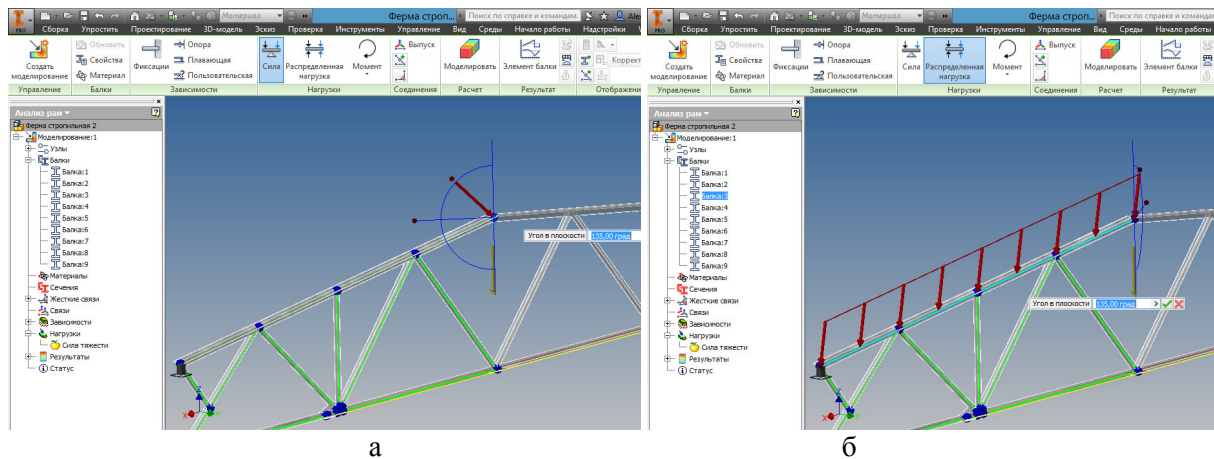 Материал
Ферма строп...
Поиск по справке и командам.
PRO
Сборка Упростить Проектирование 3D-модель Эскиз Проверка Инструменты Управление Вид Среды Начало работы Надстройки
Создать моделирование
Обновить
Свойства
Материал
Фиксации
Опора
Плавающая
Пользовательская
Сила
Распределенная нагрузка
Момент
Выпуск
Моделировать
Элемент балки
Коррект
Управление Балки Зависимости Нагрузки Соединения Расчет Результат Отображени
Анализ рам
Ферма стропильная 2
Моделирование:1
Узлы
Балки
Балка:1
Балка:2
Балка:3
Балка:4
Балка:5
Балка:6
Балка:7
Балка:8
Балка:9
Материалы
Сечения
Жесткие связи
Связи
Зависимости
Нагрузки
Сила тяжести
Результаты
Статус
Угол в плоскости 135,00 град
Z
X
а
Материал
Ферма строп...
Поиск по справке и команда
PRO
Сборка Упростить Проектирование 3D-модель Эскиз Проверка Инструменты Управление Вид Среды Начало работы
Создать моделирование
Обновить
Свойства
Материал
Фиксации
Опора
Плавающая
Пользовательская
Сила
Распределенная нагрузка
Момент
Выпуск
Моделировать
Элемент балки
Управление Балки Зависимости Нагрузки Соединения Расчет Результат
Анализ рам
Ферма стропильная 2
Моделирование:1
Узлы
Балки
Балка:1
Балка:2
Балка:3
Балка:4
Балка:5
Балка:6
Балка:7
Балка:8
Балка:9
Материалы
Сечения
Жесткие связи
Связи
Зависимости
Нагрузки
Сила тяжести
Результаты
Статус
Угол в плоскости 135,00 град
X
б